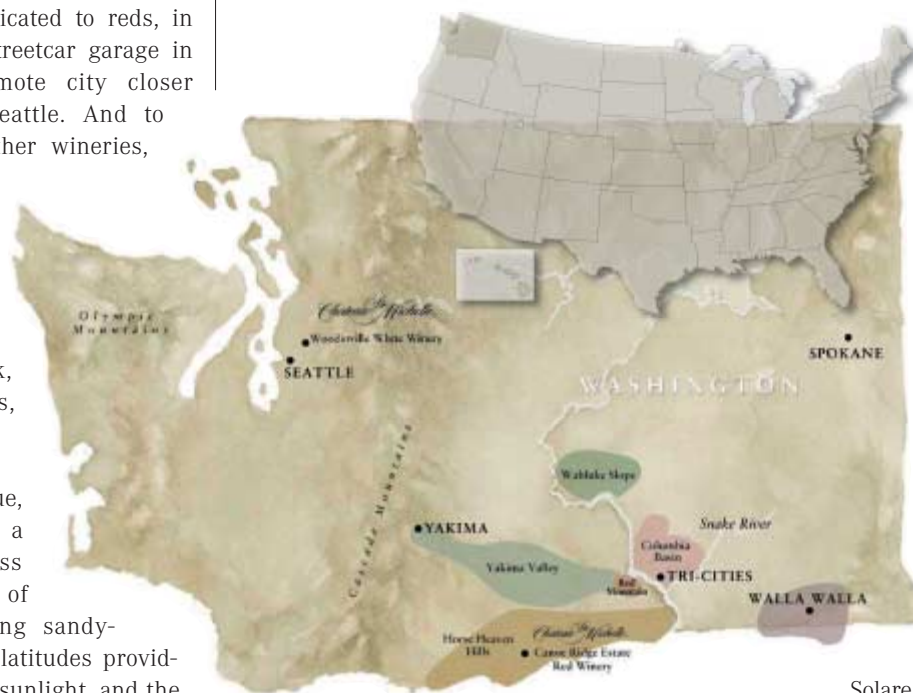 icated to reds, in
treetcar garage in
mote city closer
eattle. And to
ther wineries,
k,
s,
ue,
a
ss
of
ng sandy-
latitudes provid-
sunlight, and the
Olympic
Mountains
Chateau Ste Michelle
Woodinville White Winery
SEATTLE
SPOKANE
WASHINGTON
Cascade Mountains
Wahluke Slope
Snake River
YAKIMA
Columbia
Basin
Yakima Valley
Red
Mountain
TRI-CITIES
WALLA WALLA
Horse Heaven
Hills
Chateau Ste Michelle
Canoe Ridge Estate
Red Winery
Solare